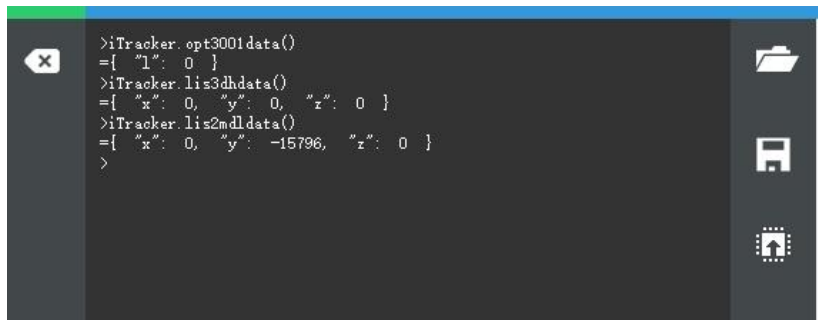 >iTracker.opt3001data()
={ "l": 0 }
>iTracker.lis3dhdata()
={ "x": 0, "y": 0, "z": 0 }
>iTracker.lis2mdldata()
={ "x": 0, "y": -15796, "z": 0 }
>